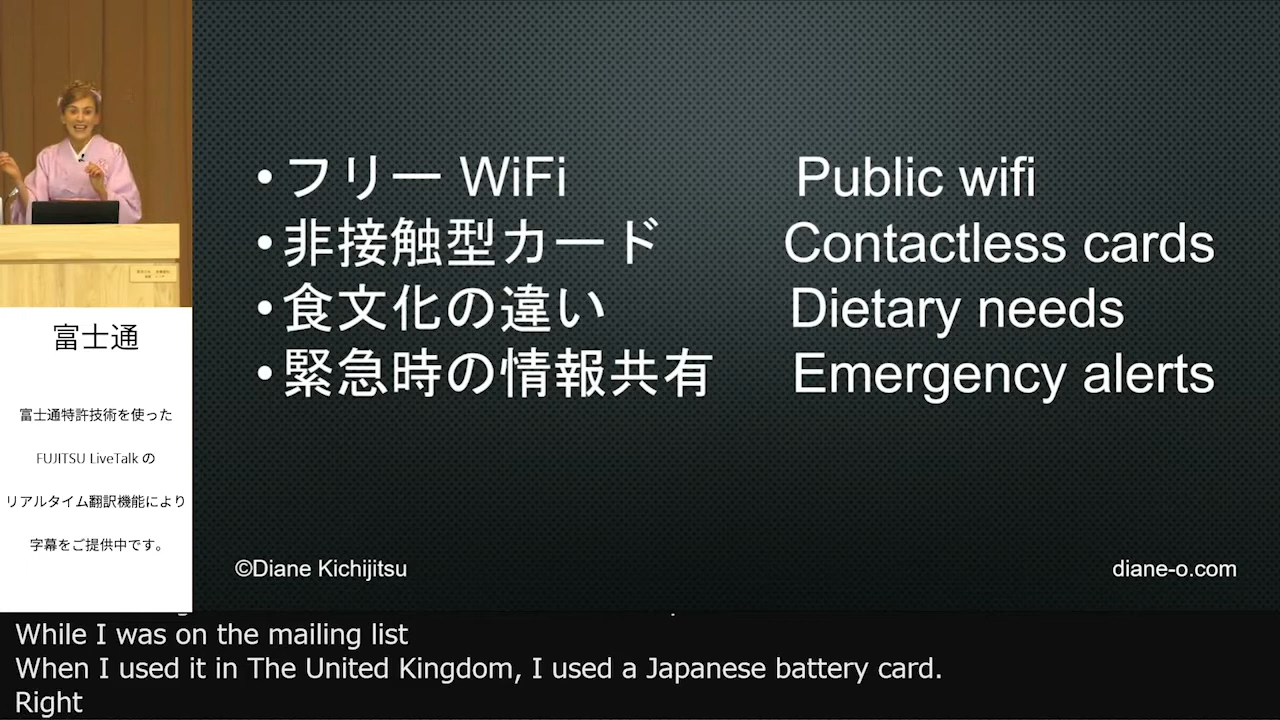 • フリー WiFi Public wifi
• 非接触型カード Contactless cards
• 食文化の違い Dietary needs
• 緊急時の情報共有 Emergency alerts
©Diane Kichijitsu diane-o.com
富士通
富士通特許技術を使った
FUJITSU LiveTalk の
リアルタイム翻訳機能により
字幕をご提供中です。
While I was on the mailing list
When I used it in The United Kingdom, I used a Japanese battery card.
Right